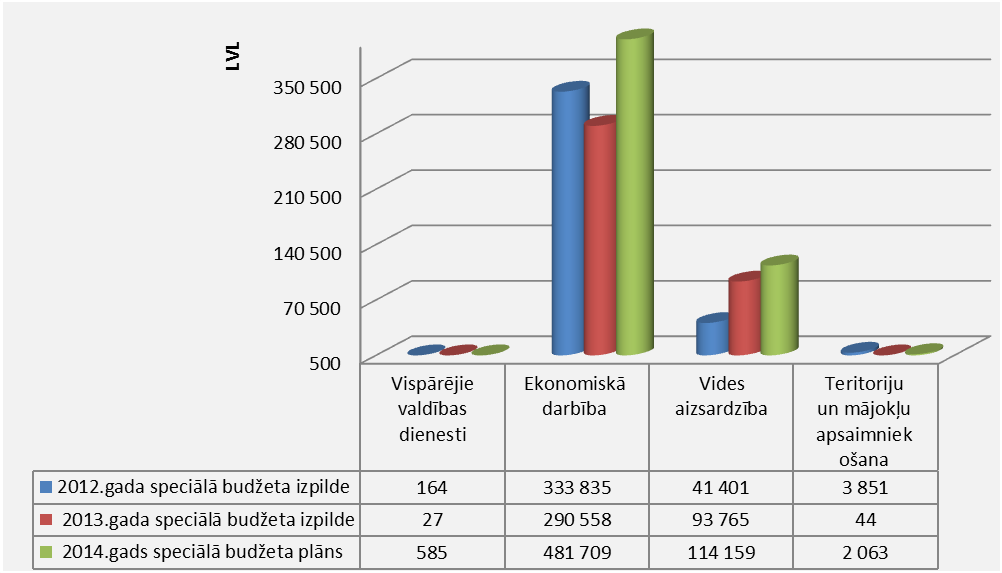 LVL
350 500
280 500
210 500
140 500
70 500
500
Vispārējie valdības dienesti
Ekonomiskā darbība
Vides aizsardzība
Teritoriju un mājokļu apsaimniek ošana
2012.gada speciālā budžeta izpilde 164 333 835 41 401 3 851
2013.gada speciālā budžeta izpilde 27 290 558 93 765 44
2014.gads speciālā budžeta plāns 585 481 709 114 159 2 063